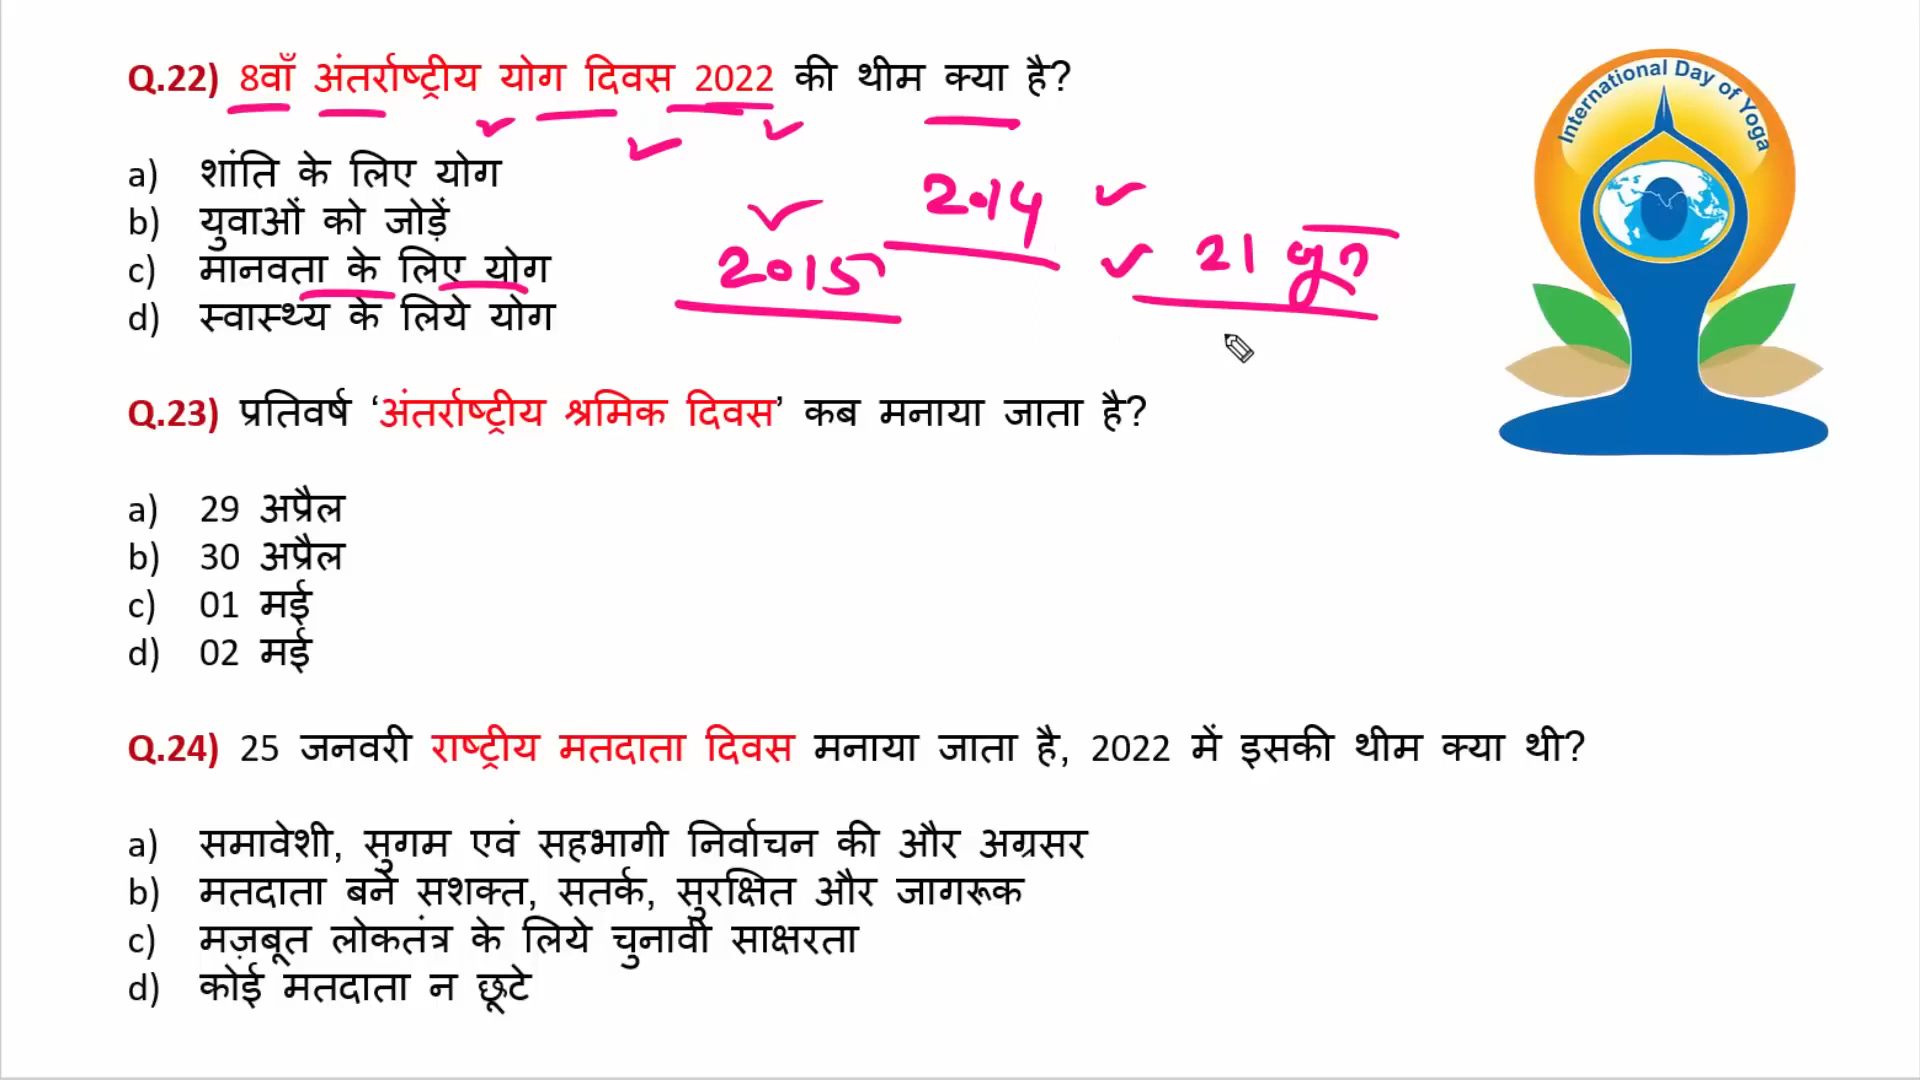 Q.22) 8वाँ अंतर्राष्ट्रीय योग दिवस 2022 की थीम क्या है?
a) शांति के लिए योग
b) युवाओं को जोड़ें
c) मानवता के लिए योग
d) स्वास्थ्य के लिये योग
2014
2015
21 जून
International Day of Yoga
Q.23) प्रतिवर्ष ‘अंतर्राष्ट्रीय श्रमिक दिवस’ कब मनाया जाता है?
a) 29 अप्रैल
b) 30 अप्रैल
c) 01 मई
d) 02 मई
Q.24) 25 जनवरी राष्ट्रीय मतदाता दिवस मनाया जाता है, 2022 में इसकी थीम क्या थी?
a) समावेशी, सुगम एवं सहभागी निर्वाचन की और अग्रसर
b) मतदाता बनें सशक्त, सतर्क, सुरक्षित और जागरूक
c) मज़बूत लोकतंत्र के लिये चुनावी साक्षरता
d) कोई मतदाता न छूटे